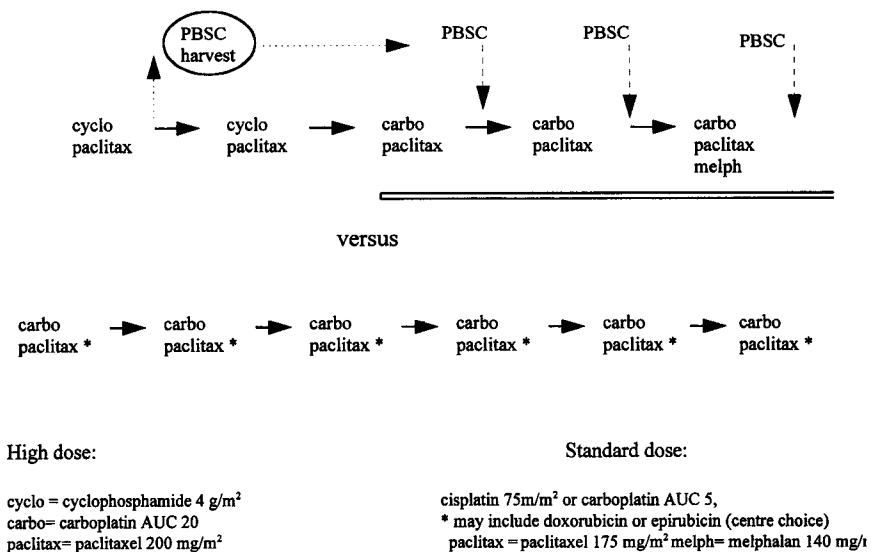 PBSC
harvest
PBSC
PBSC
PBSC
cyclo
paclitax
cyclo
paclitax
carbo
paclitax
carbo
paclitax
carbo
paclitax
melph
versus
carbo
paclitax *
carbo
paclitax *
carbo
paclitax *
carbo
paclitax *
carbo
paclitax *
carbo
paclitax *
High dose:
cyclo = cyclophosphamide 4 g/m²
carbo= carboplatin AUC 20
paclitax= paclitaxel 200 mg/m²
Standard dose:
cisplatin 75m/m² or carboplatin AUC 5,
* may include doxorubicin or epirubicin (centre choice)
paclitax =paclitaxel 175 mg/m² melph= melphalan 140